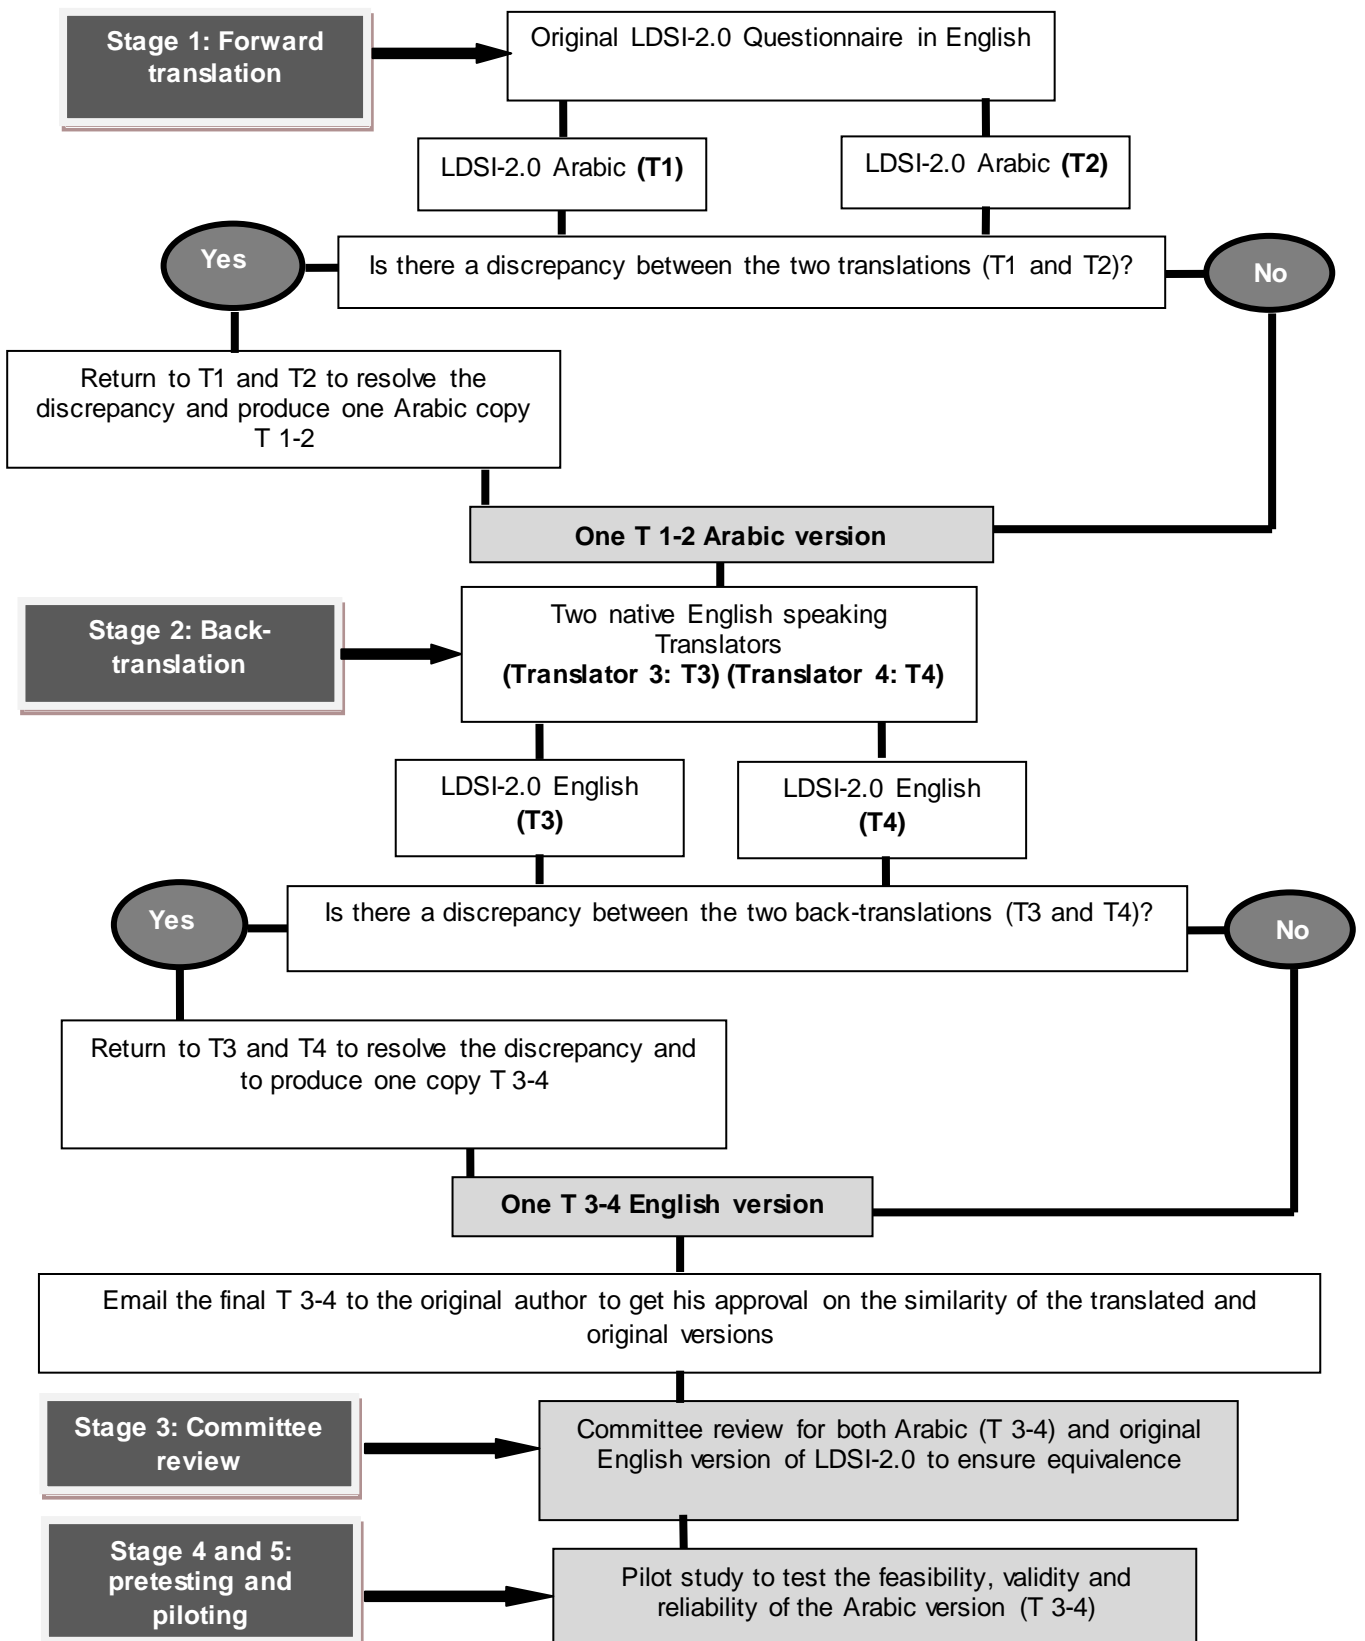 Stage 1: Forward
translation
Original LDSI-2.0 Questionnaire in English
LDSI-2.0 Arabic (T1)
LDSI-2.0 Arabic (T2)
Yes
Is there a discrepancy between the two translations (T1 and T2)?
No
Return to T1 and T2 to resolve the
discrepancy and produce one Arabic copy
T 1-2
One T 1-2 Arabic version
Stage 2: Back-
translation
Two native English speaking
Translators
(Translator 3: T3) (Translator 4: T4)
LDSI-2.0 English
(T3)
LDSI-2.0 English
(T4)
Yes
Is there a discrepancy between the two back-translations (T3 and T4)?
No
Return to T3 and T4 to resolve the discrepancy and
to produce one copy T 3-4
One T 3-4 English version
Email the final T 3-4 to the original author to get his approval on the similarity of the translated and
original versions
Stage 3: Committee
review
Committee review for both Arabic (T 3-4) and original
English version of LDSI-2.0 to ensure equivalence
Stage 4 and 5:
pretesting and
piloting
Pilot study to test the feasibility, validity and
reliability of the Arabic version (T 3-4)